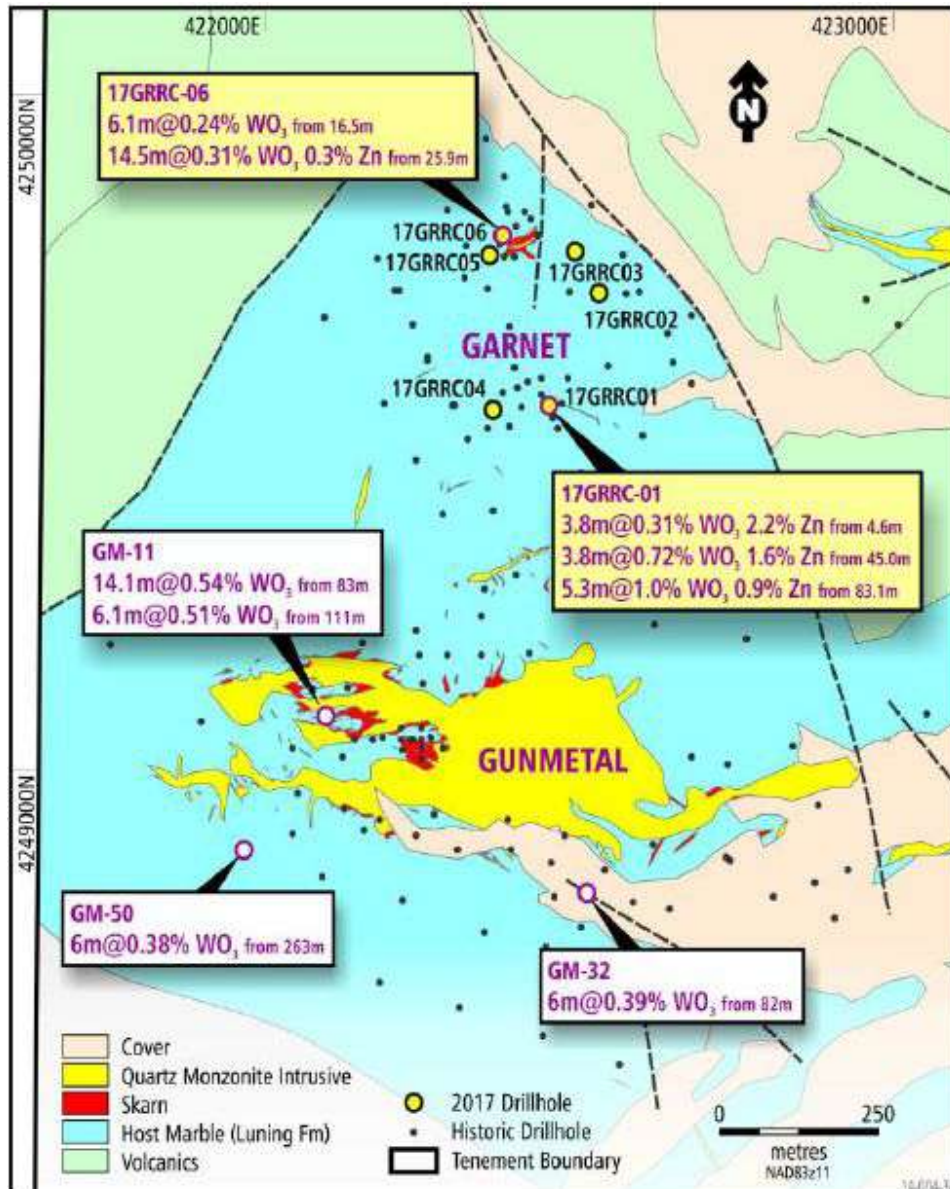 422000E
423000E
4250000N
4249000N
N
17GRRC-06
6.1m@0.24% WO₃ from 16.5m
14.5m@0.31% WO₃ 0.3% Zn from 25.9m
17GRRC06
17GRRC05
17GRRC03
17GRRC02
GARNET
17GRRC04
17GRRC01
17GRRC-01
3.8m@0.31% WO₃ 2.2% Zn from 4.6m
3.8m@0.72% WO₃ 1.6% Zn from 45.0m
5.3m@1.0% WO₃ 0.9% Zn from 83.1m
GM-11
14.1m@0.54% WO₃ from 83m
6.1m@0.51% WO₃ from 111m
GUNMETAL
GM-50
6m@0.38% WO₃ from 263m
GM-32
6m@0.39% WO₃ from 82m
Cover
Quartz Monzonite Intrusive
Skarn
Host Marble (Luning Fm)
Volcanics
2017 Drillhole
Historic Drillhole
Tenement Boundary
0 250
metres
NAD83z11